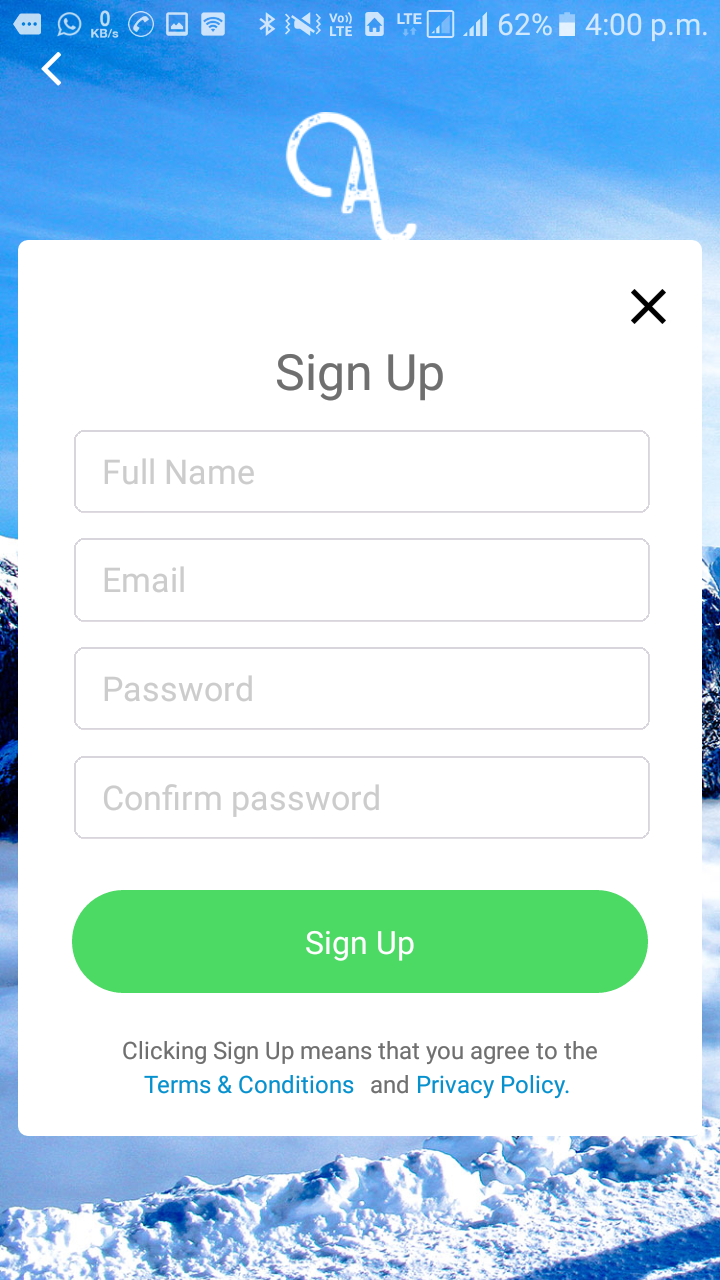 0 KB/s Vo)) LTE LTE 62% 4:00 p.m.
A
Sign Up
Full Name
Email
Password
Confirm password
Sign Up
Clicking Sign Up means that you agree to the
Terms & Conditions and Privacy Policy.